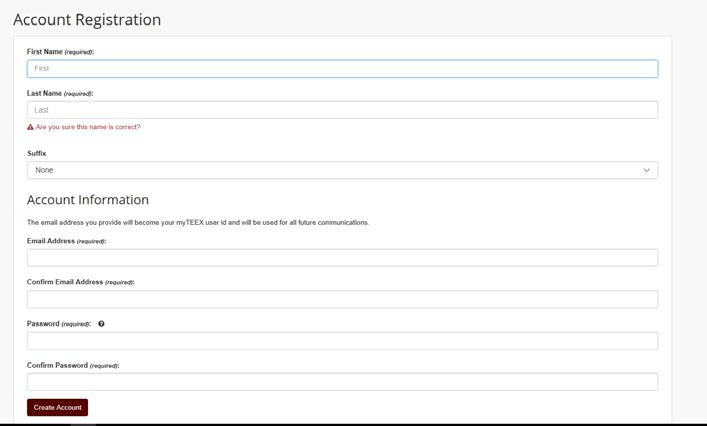 Account Registration
First Name (required):
First
Last Name (required):
Last
Are you sure this name is correct?
Suffix
None
Account Information
The email address you provide will become your myTEEX user id and will be used for all future communications.
Email Address (required):
Confirm Email Address (required):
Password (required):
Confirm Password (required):
Create Account